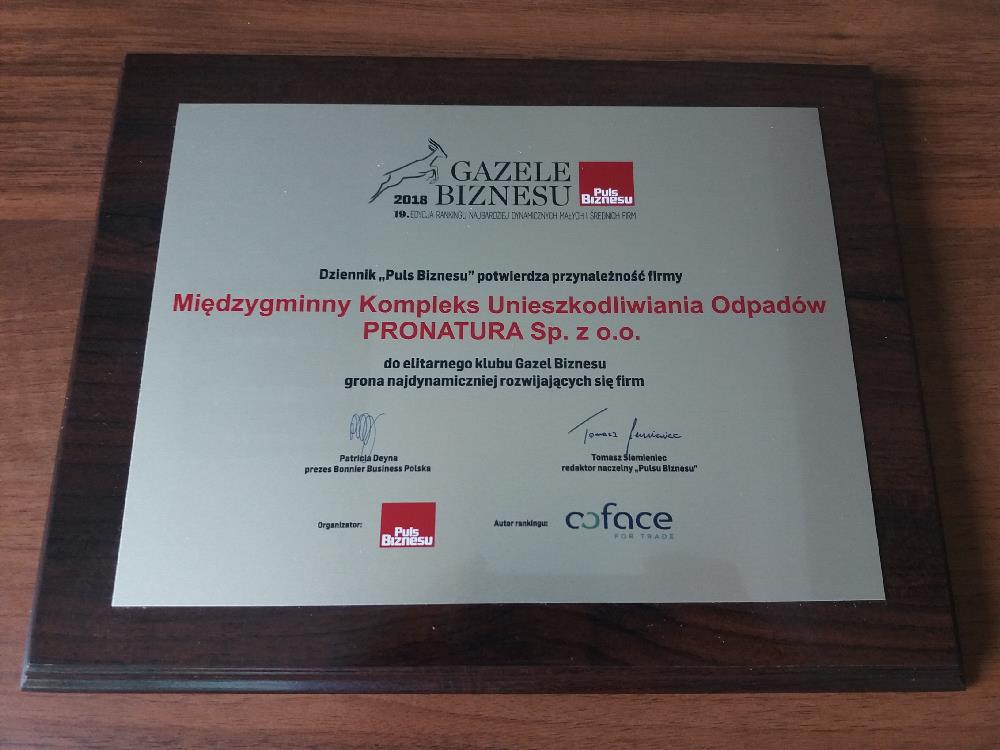 GAZELE
2018 BIZNESU
Puls
Biznesu
19. EDYCJA RANKINGU NAJBARDZIEJ DYNAMICZNYCH MAŁYCH I ŚREDNICH FIRM
Dziennik „Puls Biznesu” potwierdza przynależność firmy
Międzygminny Kompleks Unieszkodliwiania Odpadów
PRONATURA Sp. z o.o.
do elitarnego klubu Gazel Biznesu
grona najdynamiczniej rozwijających się firm
Patricia Deyna
prezes Bonnier Business Polska
Tomasz Siemieniec
Tomasz Siemieniec
redaktor naczelny „Pulsu Biznesu”
Organizator:
Puls
Biznesu
Autor rankingu:
coface
FOR TRADE